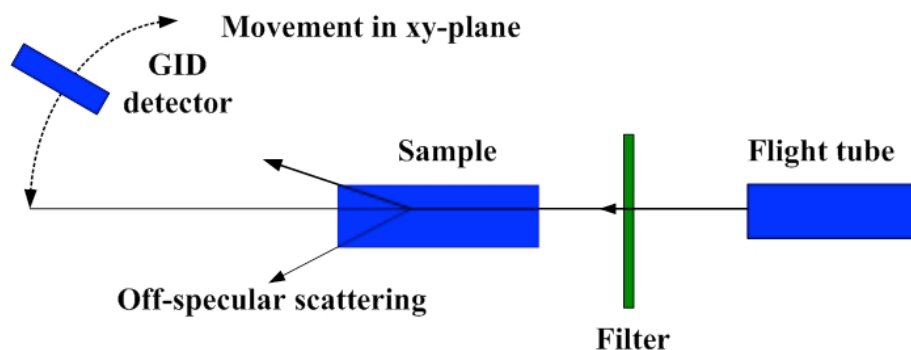 Movement in xy-plane
GID
detector
Sample
Flight tube
Off-specular scattering
Filter